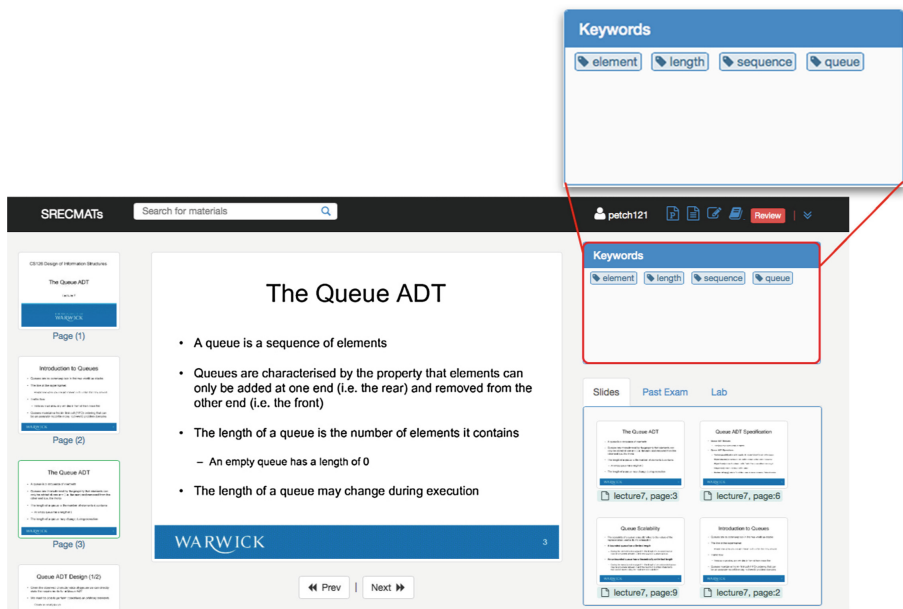 Keywords
element length sequence queue
SRECMATs
Search for materials
petch121
Review
CS126 Design of Information Structures
The Queue ADT
Lecture 7
WARWICK
Page (1)
Introduction to Queues
WARWICK
Page (2)
The Queue ADT
WARWICK
Page (3)
Queue ADT Design (1/2)
The Queue ADT
• A queue is a sequence of elements
• Queues are characterised by the property that elements can
only be added at one end (i.e. the rear) and removed from the
other end (i.e. the front)
• The length of a queue is the number of elements it contains
– An empty queue has a length of 0
• The length of a queue may change during execution
WARWICK
3
Prev | Next
Keywords
element length sequence queue
Slides Past Exam Lab
The Queue ADT
lecture7, page:3
Queue ADT Specification
lecture7, page:6
Queue Scalability
lecture7, page:9
Introduction to Queues
lecture7, page:2